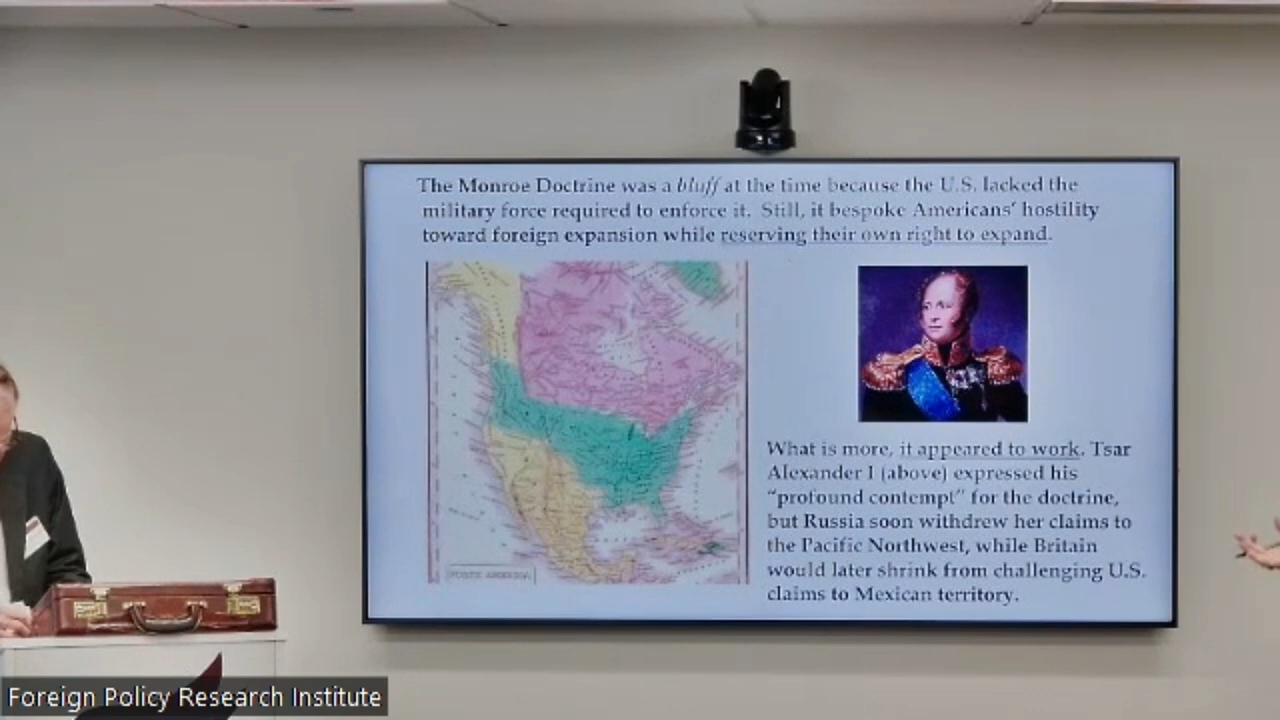 The Monroe Doctrine was a bluff at the time because the U.S. lacked the
military force required to enforce it. Still, it bespoke Americans' hostility
toward foreign expansion while reserving their own right to expand.
NORTH AMERICA
What is more, it appeared to work. Tsar
Alexander I (above) expressed his
"profound contempt" for the doctrine,
but Russia soon withdrew her claims to
the Pacific Northwest, while Britain
would later shrink from challenging U.S.
claims to Mexican territory.
Foreign Policy Research Institute